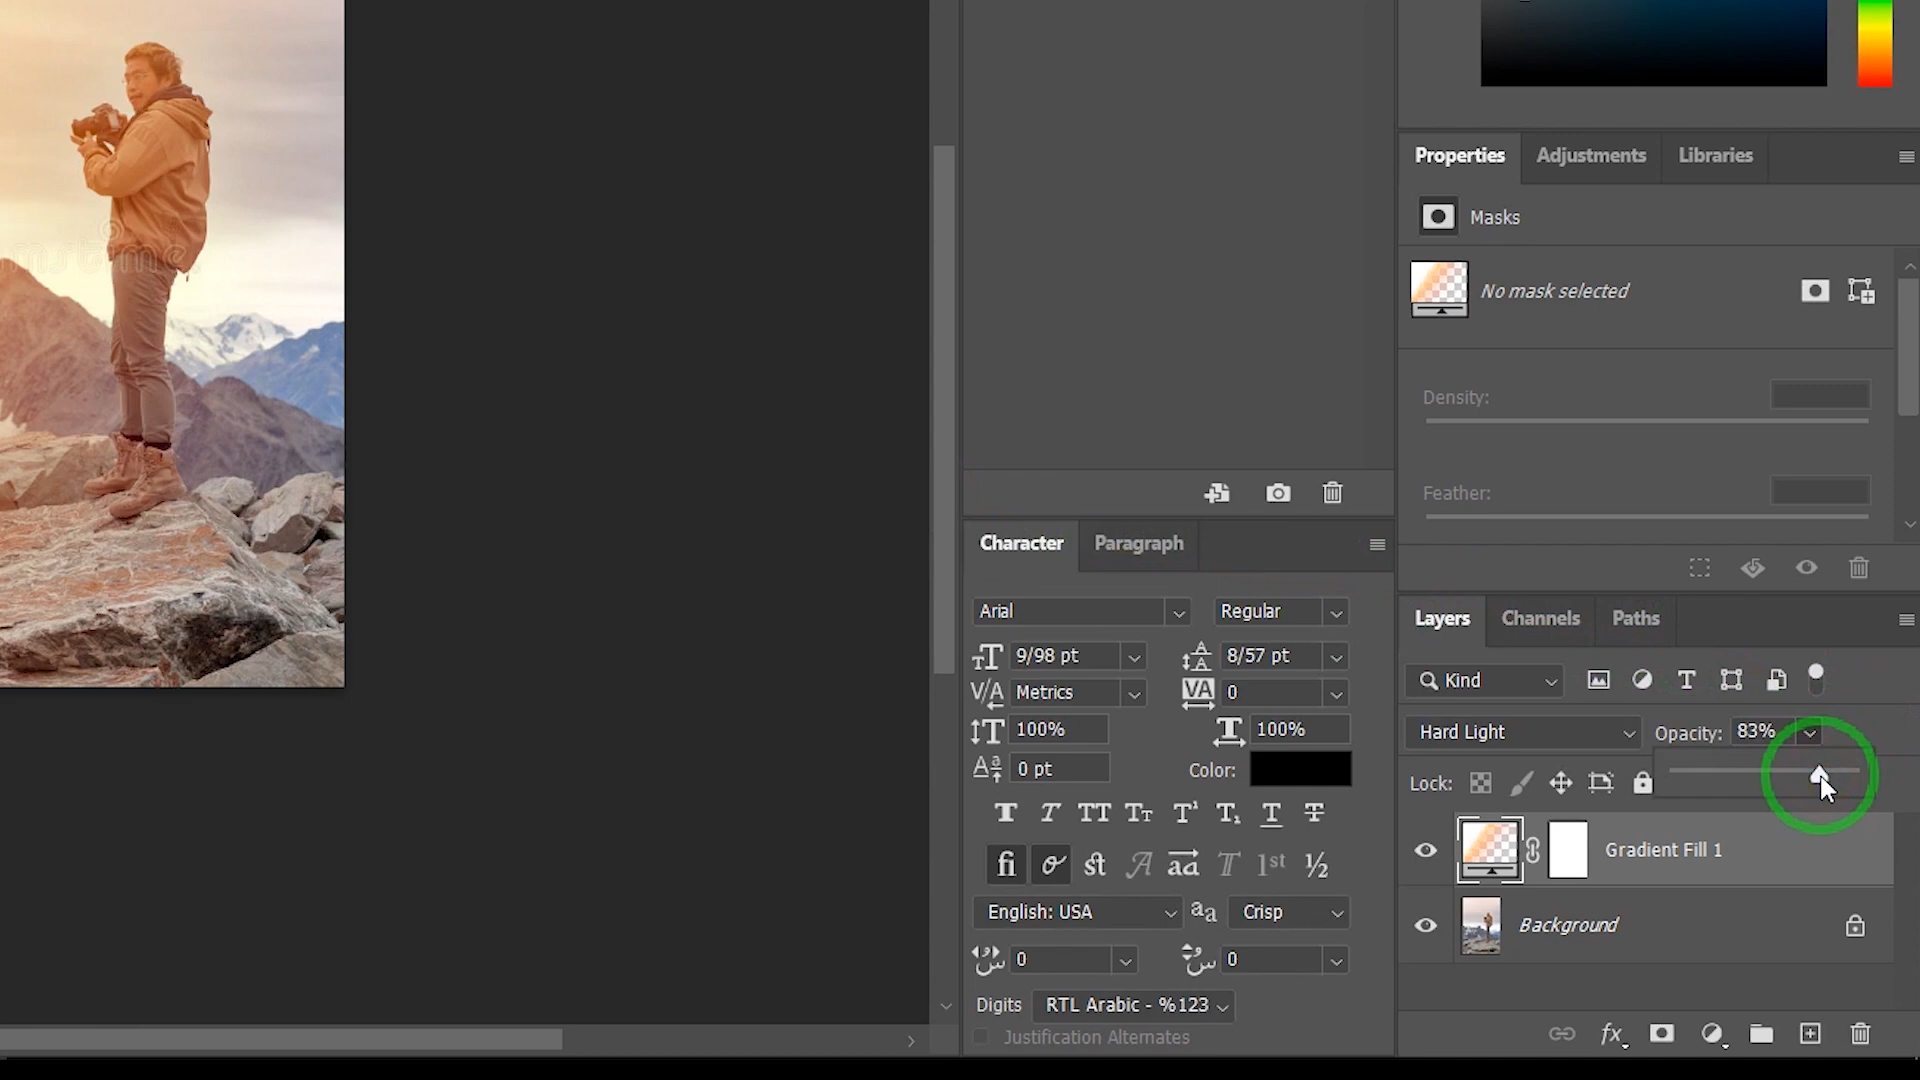 Properties
Adjustments
Libraries
Masks
No mask selected
Density:
Feather:
Character
Paragraph
Arial
Regular
9/98 pt
8/57 pt
Metrics
0
100%
100%
0 pt
Color:
English: USA
Crisp
0
0
Digits
RTL Arabic - %123
Justification Alternates
Layers
Channels
Paths
Kind
Hard Light
Opacity: 83%
Lock:
Gradient Fill 1
Background